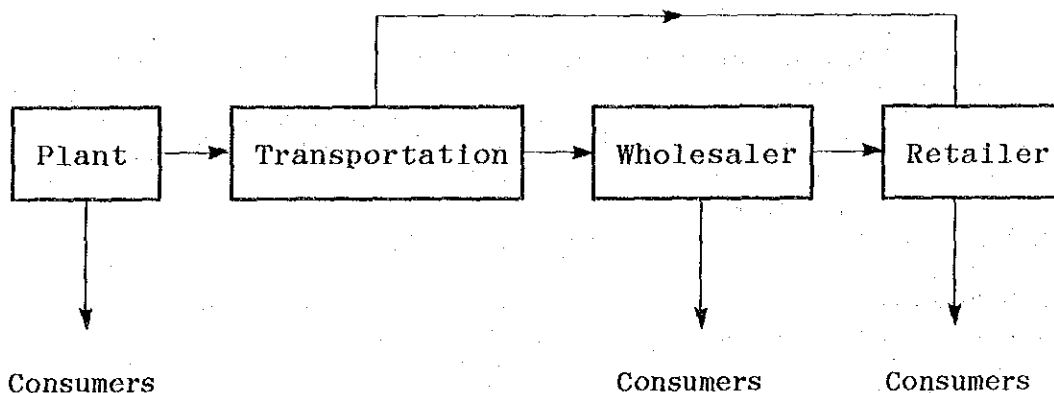 Plant Transportation Wholesaler Retailer
Consumers Consumers Consumers